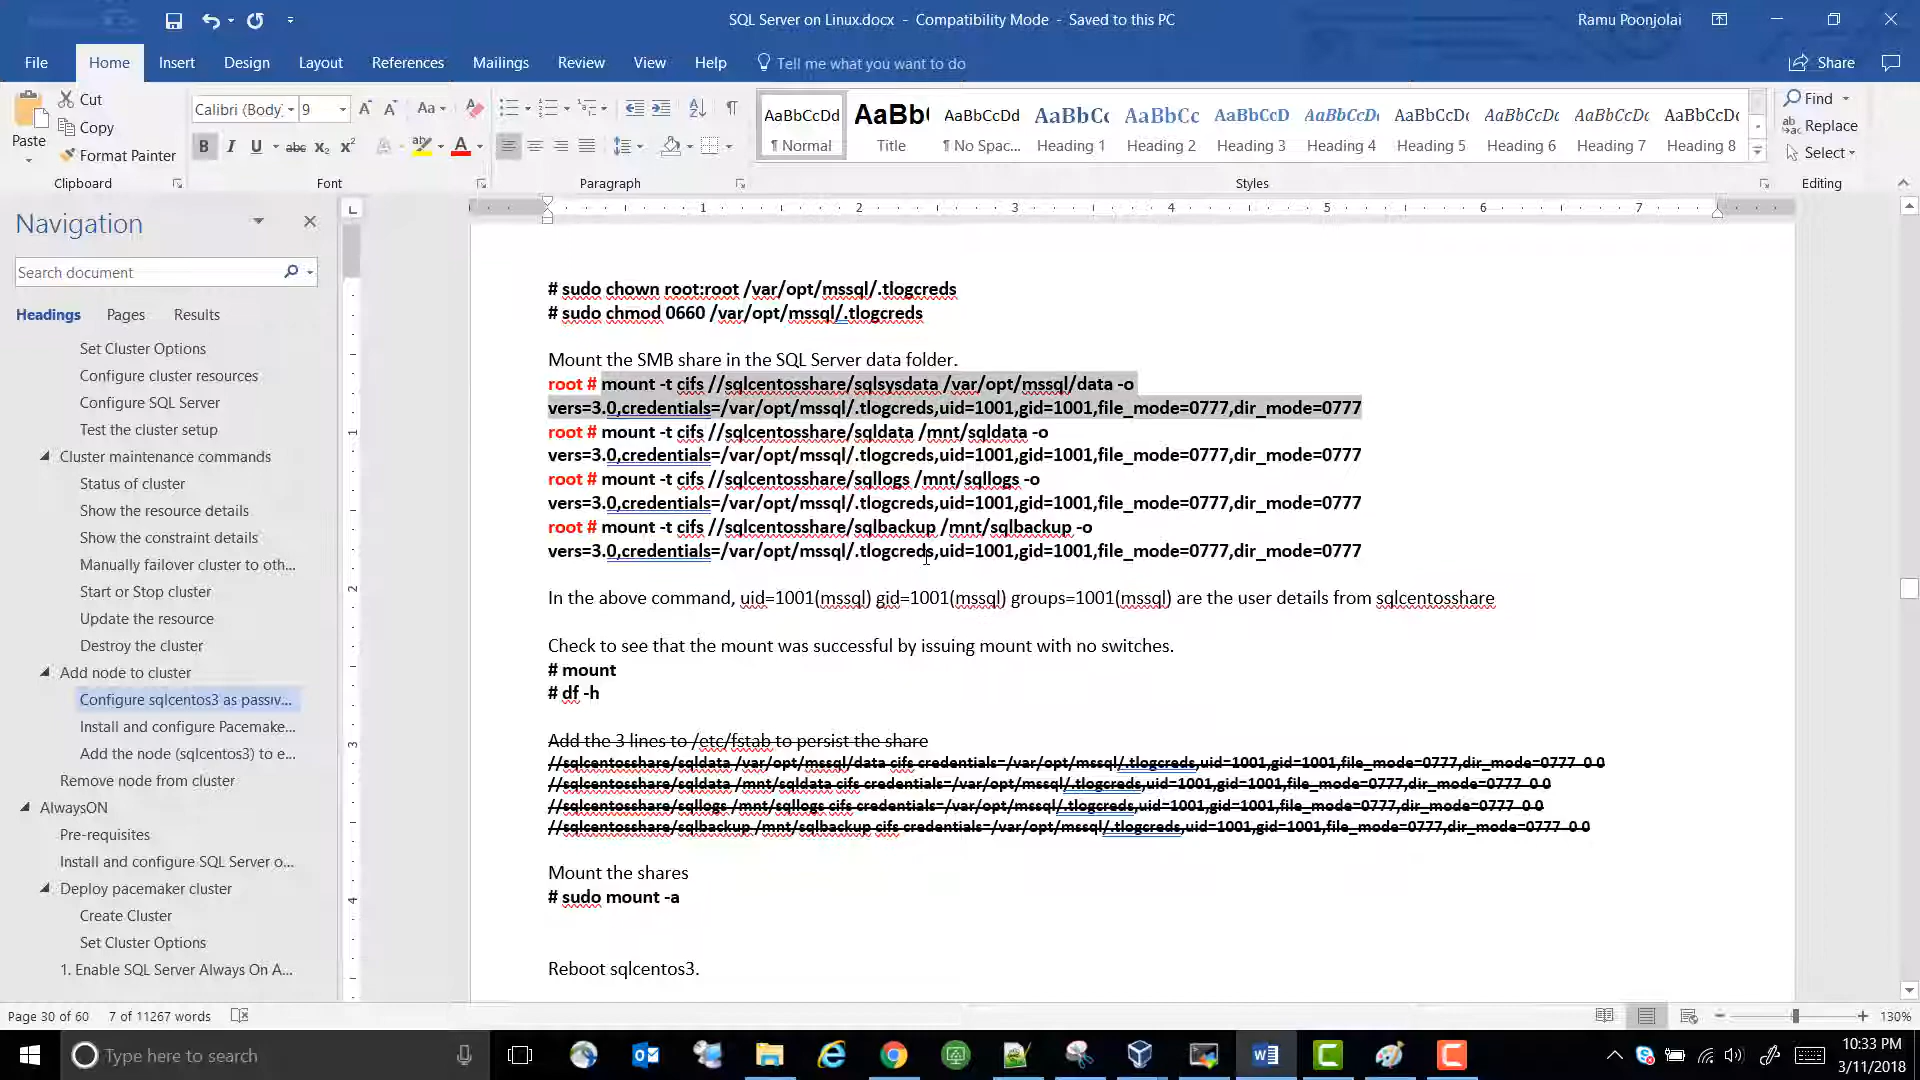 SQL Server on Linux.docx - Compatibility Mode - Saved to this PC
Ramu Poonjolai
File Home Insert Design Layout References Mailings Review View Help Tell me what you want to do
Share
Paste
Cut
Copy
Format Painter
Clipboard
Calibri (Body) 9
Font
Paragraph
AaBbCcDd AaBb( AaBbCcDd AaBbCc AaBbCc AaBbCcD AaBbCcDc AaBbCcDc AaBbCcDc AaBbCcDc AaBbCcDc
¶ Normal Title ¶ No Spac... Heading 1 Heading 2 Heading 3 Heading 4 Heading 5 Heading 6 Heading 7 Heading 8
Styles
Find
Replace
Select
Editing
Navigation
Search document
Headings Pages Results
Set Cluster Options
Configure cluster resources
Configure SQL Server
Test the cluster setup
Cluster maintenance commands
Status of cluster
Show the resource details
Show the constraint details
Manually failover cluster to oth...
Start or Stop cluster
Update the resource
Destroy the cluster
Add node to cluster
Configure sqlcentos3 as passiv...
Install and configure Pacemake...
Add the node (sqlcentos3) to e...
Remove node from cluster
AlwaysON
Pre-requisites
Install and configure SQL Server o...
Deploy pacemaker cluster
Create Cluster
Set Cluster Options
1. Enable SQL Server Always On A...
1 2 3 4 5 6 7
1
2
3
4
# sudo chown root:root /var/opt/mssql/.tlogcreds
# sudo chmod 0660 /var/opt/mssql/.tlogcreds
Mount the SMB share in the SQL Server data folder.
root # mount -t cifs //sqlcentosshare/sqlsysdata /var/opt/mssql/data -o
vers=3.0,credentials=/var/opt/mssql/.tlogcreds,uid=1001,gid=1001,file_mode=0777,dir_mode=0777
root # mount -t cifs //sqlcentosshare/sqldata /mnt/sqldata -o
vers=3.0,credentials=/var/opt/mssql/.tlogcreds,uid=1001,gid=1001,file_mode=0777,dir_mode=0777
root # mount -t cifs //sqlcentosshare/sqllogs /mnt/sqllogs -o
vers=3.0,credentials=/var/opt/mssql/.tlogcreds,uid=1001,gid=1001,file_mode=0777,dir_mode=0777
root # mount -t cifs //sqlcentosshare/sqlbackup /mnt/sqlbackup -o
vers=3.0,credentials=/var/opt/mssql/.tlogcreds,uid=1001,gid=1001,file_mode=0777,dir_mode=0777
In the above command, uid=1001(mssql) gid=1001(mssql) groups=1001(mssql) are the user details from sqlcentosshare
Check to see that the mount was successful by issuing mount with no switches.
# mount
# df -h
Add the 3 lines to /etc/fstab to persist the share
//sqlcentosshare/sqldata /var/opt/mssql/data cifs credentials=/var/opt/mssql/.tlogcreds,uid=1001,gid=1001,file_mode=0777,dir_mode=0777 0 0
//sqlcentosshare/sqldata /mnt/sqldata cifs credentials=/var/opt/mssql/.tlogcreds,uid=1001,gid=1001,file_mode=0777,dir_mode=0777 0 0
//sqlcentosshare/sqllogs /mnt/sqllogs cifs credentials=/var/opt/mssql/.tlogcreds,uid=1001,gid=1001,file_mode=0777,dir_mode=0777 0 0
//sqlcentosshare/sqlbackup /mnt/sqlbackup cifs credentials=/var/opt/mssql/.tlogcreds,uid=1001,gid=1001,file_mode=0777,dir_mode=0777 0 0
Mount the shares
# sudo mount -a
Reboot sqlcentos3.
Page 30 of 60 7 of 11267 words
130%
Type here to search
10:33 PM
3/11/2018